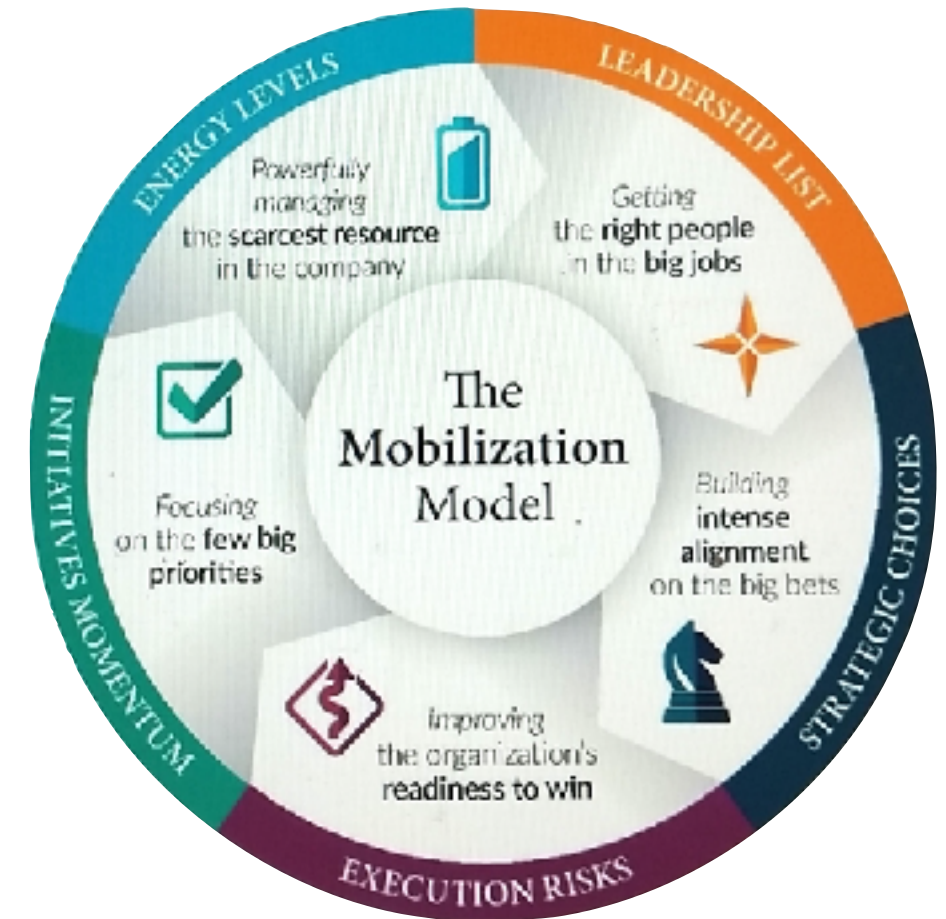 The
Mobilization
Model
LEADERSHIP LIST
Getting
the right people
in the big jobs
STRATEGIC CHOICES
Building
intense
alignment
on the big bets
EXECUTION RISKS
Improving
the organization's
readiness to win
INITIATIVES MOMENTUM
Focusing
on the few big
priorities
ENERGY LEVELS
Powerfully
managing
the scarcest resource
in the company